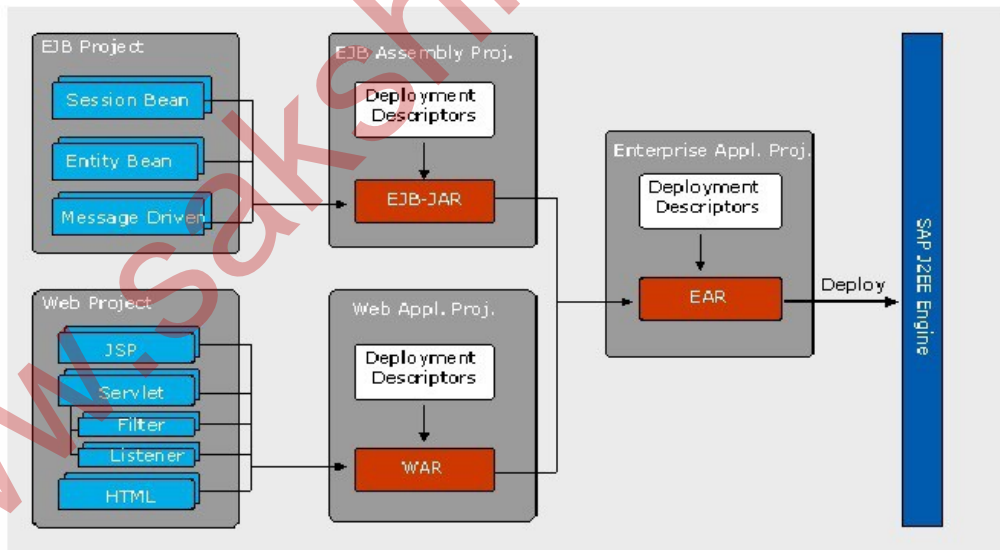 EJB Project
Session Bean
Entity Bean
Message Driven
EJB Assembly Proj.
Deployment
Descriptors
EJB-JAR
Web Project
JSP
Servlet
Filter
Listener
HTML
Web Appl. Proj.
Deployment
Descriptors
WAR
Enterprise Appl. Proj.
Deployment
Descriptors
EAR
Deploy
SAP J2EE Engine